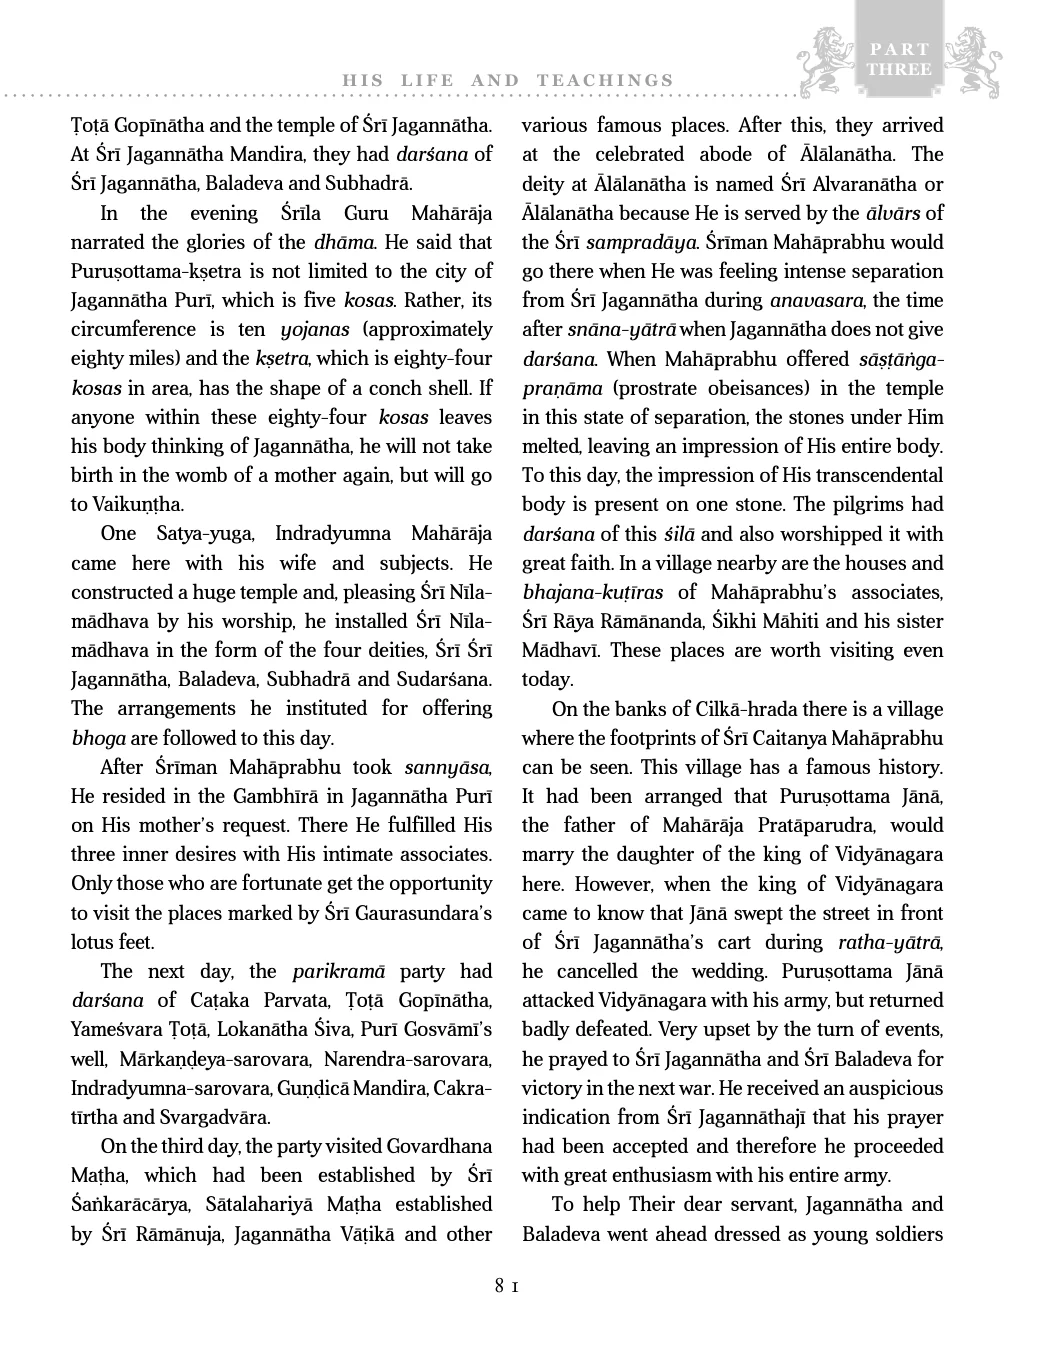 PART
THREE
HIS LIFE AND TEACHINGS
Ṭoṭā Gopīnātha and the temple of Śrī Jagannātha.
At Śrī Jagannātha Mandira, they had darśana of
Śrī Jagannātha, Baladeva and Subhadrā.
In the evening Śrīla Guru Mahārāja
narrated the glories of the dhāma. He said that
Puruṣottama-kṣetra is not limited to the city of
Jagannātha Purī, which is five kosas. Rather, its
circumference is ten yojanas (approximately
eighty miles) and the kṣetra, which is eighty-four
kosas in area, has the shape of a conch shell. If
anyone within these eighty-four kosas leaves
his body thinking of Jagannātha, he will not take
birth in the womb of a mother again, but will go
to Vaikuṇṭha.
One Satya-yuga, Indradyumna Mahārāja
came here with his wife and subjects. He
constructed a huge temple and, pleasing Śrī Nīla-
mādhava by his worship, he installed Śrī Nīla-
mādhava in the form of the four deities, Śrī Śrī
Jagannātha, Baladeva, Subhadrā and Sudarśana.
The arrangements he instituted for offering
bhoga are followed to this day.
After Śrīman Mahāprabhu took sannyāsa,
He resided in the Gambhīrā in Jagannātha Purī
on His mother's request. There He fulfilled His
three inner desires with His intimate associates.
Only those who are fortunate get the opportunity
to visit the places marked by Śrī Gaurasundara's
lotus feet.
The next day, the parikramā party had
darśana of Caṭaka Parvata, Ṭoṭā Gopīnātha,
Yameśvara Ṭoṭā, Lokanātha Śiva, Purī Gosvāmī's
well, Mārkaṇḍeya-sarovara, Narendra-sarovara,
Indradyumna-sarovara, Guṇḍicā Mandira, Cakra-
tīrtha and Svargadvāra.
On the third day, the party visited Govardhana
Maṭha, which had been established by Śrī
Śaṅkarācārya, Sātalahariyā Maṭha established
by Śrī Rāmānuja, Jagannātha Vāṭikā and other
various famous places. After this, they arrived
at the celebrated abode of Ālālanātha. The
deity at Ālālanātha is named Śrī Alvaranātha or
Ālālanātha because He is served by the ālvārs of
the Śrī sampradāya. Śrīman Mahāprabhu would
go there when He was feeling intense separation
from Śrī Jagannātha during anavasara, the time
after snāna-yātrā when Jagannātha does not give
darśana. When Mahāprabhu offered sāṣṭāṅga-
praṇāma (prostrate obeisances) in the temple
in this state of separation, the stones under Him
melted, leaving an impression of His entire body.
To this day, the impression of His transcendental
body is present on one stone. The pilgrims had
darśana of this śilā and also worshipped it with
great faith. In a village nearby are the houses and
bhajana-kuṭīras of Mahāprabhu's associates,
Śrī Rāya Rāmānanda, Śikhi Māhiti and his sister
Mādhavī. These places are worth visiting even
today.
On the banks of Cilkā-hrada there is a village
where the footprints of Śrī Caitanya Mahāprabhu
can be seen. This village has a famous history.
It had been arranged that Puruṣottama Jānā,
the father of Mahārāja Pratāparudra, would
marry the daughter of the king of Vidyānagara
here. However, when the king of Vidyānagara
came to know that Jānā swept the street in front
of Śrī Jagannātha's cart during ratha-yātrā,
he cancelled the wedding. Puruṣottama Jānā
attacked Vidyānagara with his army, but returned
badly defeated. Very upset by the turn of events,
he prayed to Śrī Jagannātha and Śrī Baladeva for
victory in the next war. He received an auspicious
indication from Śrī Jagannāthajī that his prayer
had been accepted and therefore he proceeded
with great enthusiasm with his entire army.
To help Their dear servant, Jagannātha and
Baladeva went ahead dressed as young soldiers
81